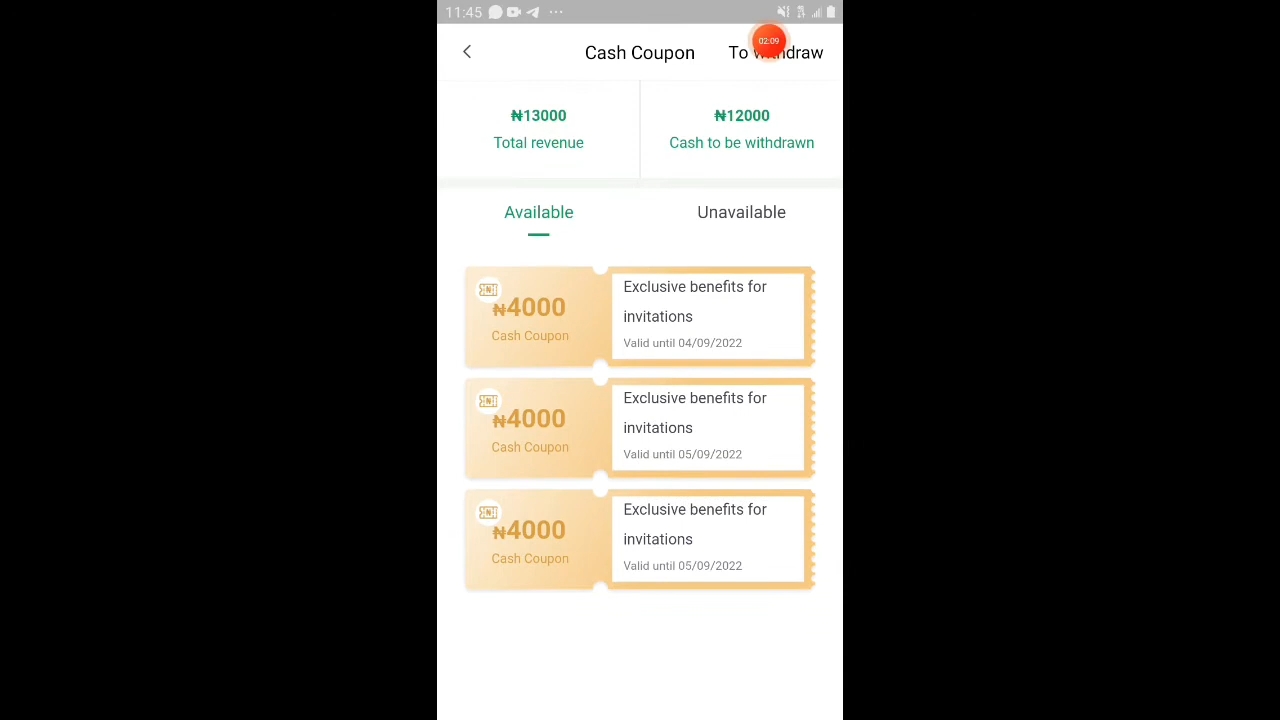 11:45
02:09
Cash Coupon
To withdraw
₦13000
₦12000
Total revenue
Cash to be withdrawn
Available
Unavailable
₦4000
Cash Coupon
Exclusive benefits for
invitations
Valid until 04/09/2022
₦4000
Cash Coupon
Exclusive benefits for
invitations
Valid until 05/09/2022
₦4000
Cash Coupon
Exclusive benefits for
invitations
Valid until 05/09/2022